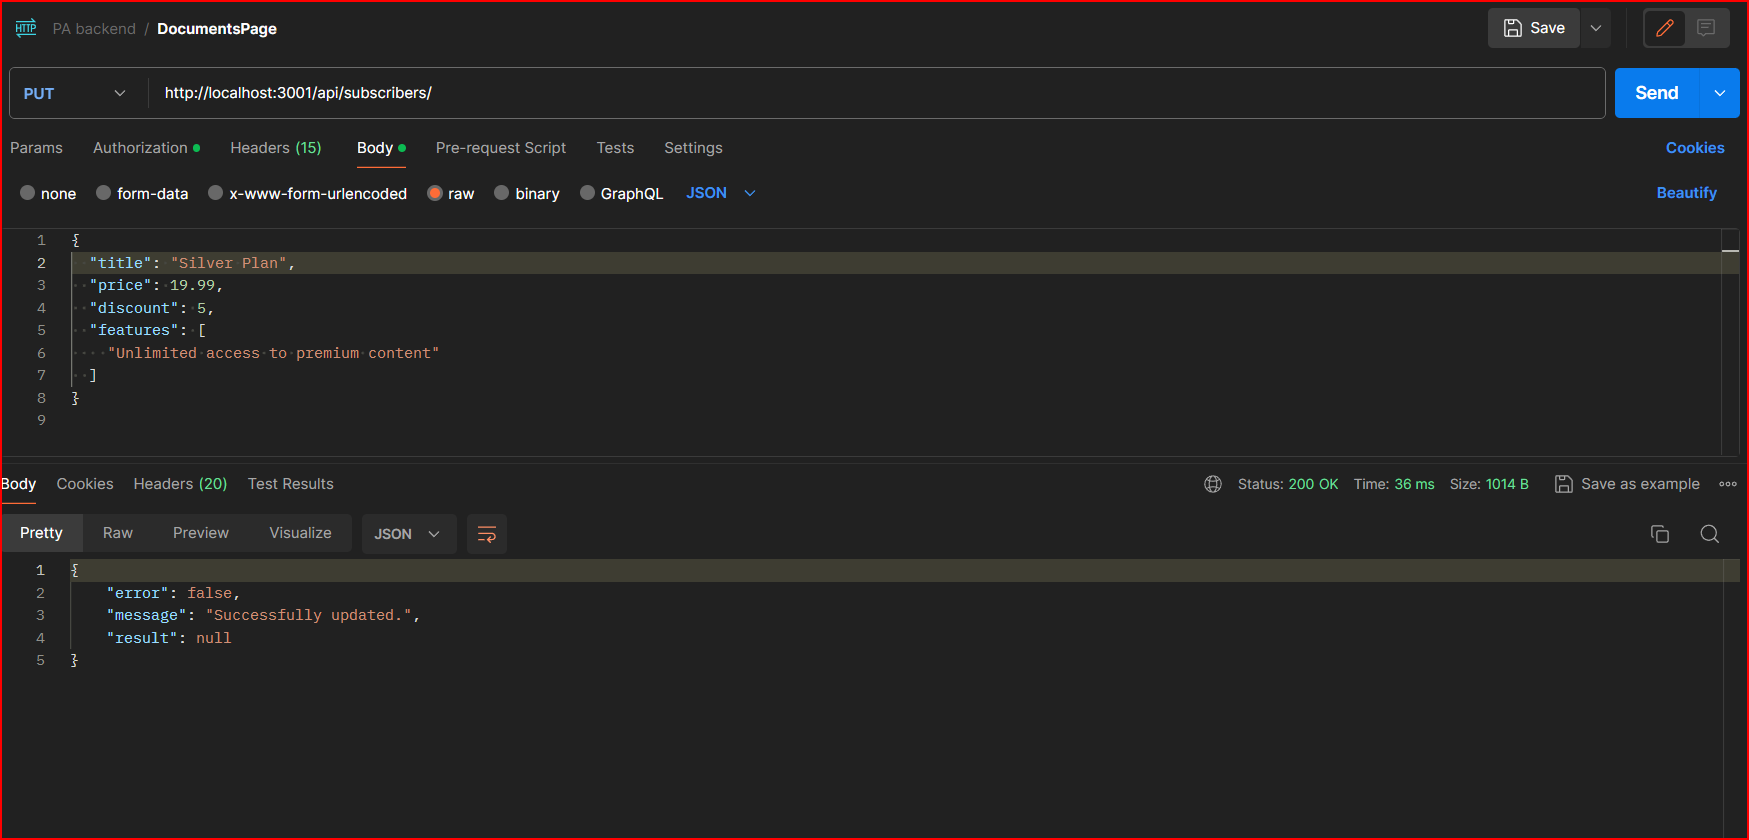 HTTP PA backend / DocumentsPage Save
PUT http://localhost:3001/api/subscribers/ Send
Params Authorization Headers (15) Body Pre-request Script Tests Settings Cookies
none form-data x-www-form-urlencoded raw binary GraphQL JSON Beautify
1 {
2 "title": "Silver Plan",
3 "price": 19.99,
4 "discount": 5,
5 "features": [
6 "Unlimited access to premium content"
7 ]
8 }
9
Body Cookies Headers (20) Test Results Status: 200 OK Time: 36 ms Size: 1014 B Save as example
Pretty Raw Preview Visualize JSON
1 {
2 "error": false,
3 "message": "Successfully updated.",
4 "result": null
5 }